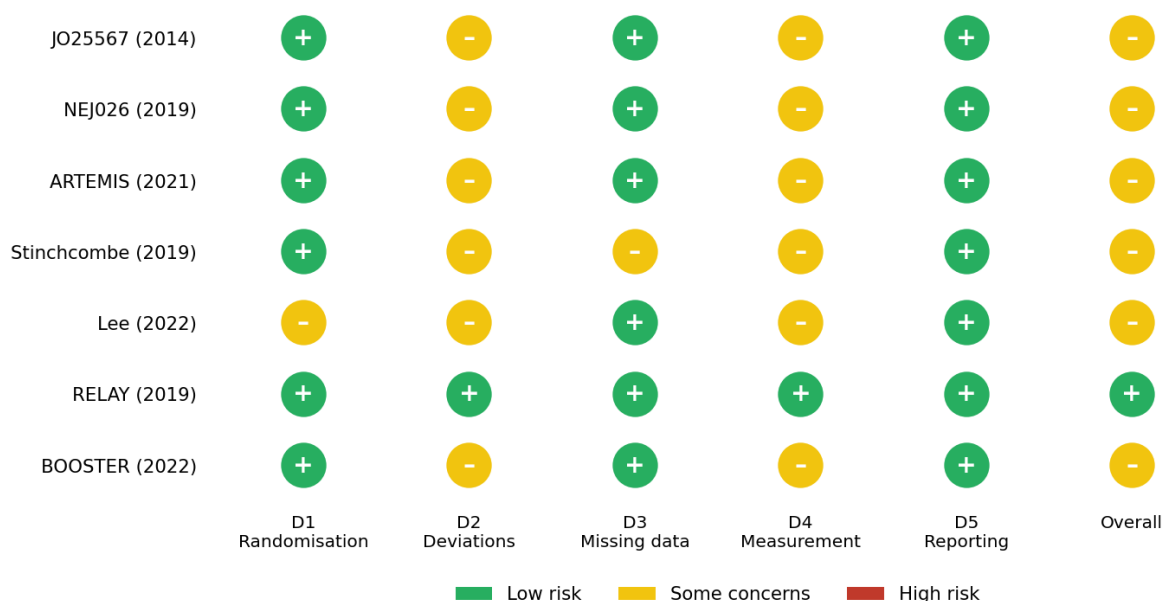 JO25567 (2014) + – + – + –
NEJ026 (2019) + – + – + –
ARTEMIS (2021) + – + – + –
Stinchcombe (2019) + – – – + –
Lee (2022) – – + – + –
RELAY (2019) + + + + + +
BOOSTER (2022) + – + – + –
D1 D2 D3 D4 D5 Overall
Randomisation Deviations Missing data Measurement Reporting
Low risk Some concerns High risk